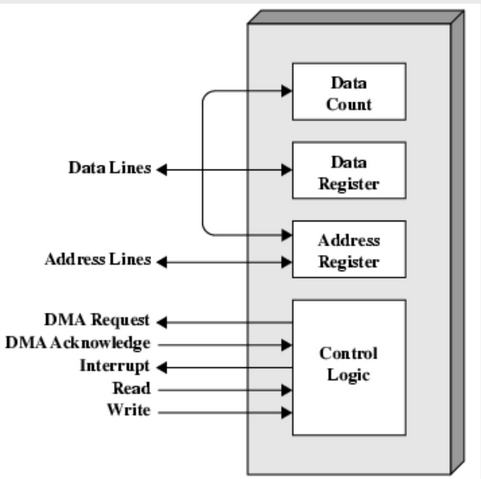 Data
Count
Data Lines
Data
Register
Address Lines
Address
Register
DMA Request
DMA Acknowledge
Interrupt
Read
Write
Control
Logic